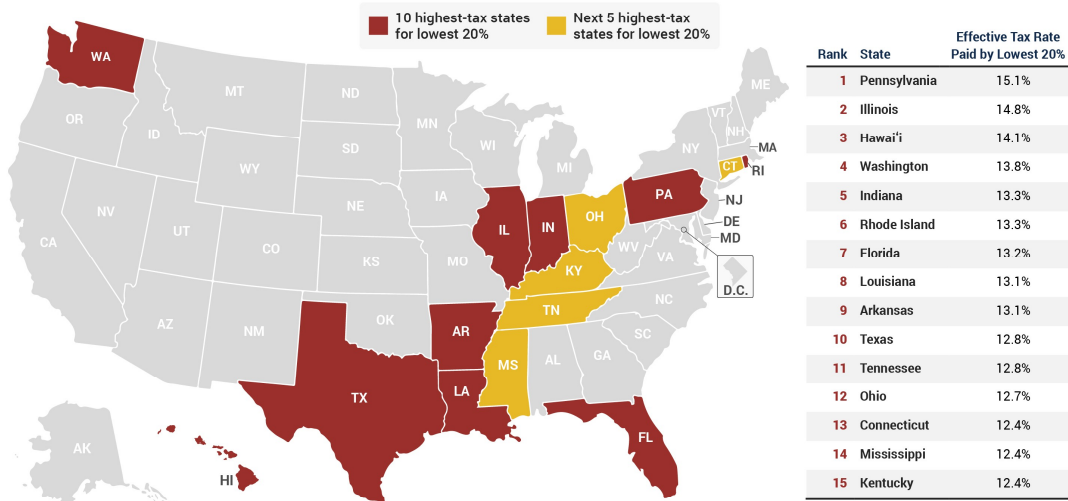 10 highest-tax states
for lowest 20%
Next 5 highest-tax
states for lowest 20%
WA
OR
CA
NV
ID
MT
WY
UT
AZ
CO
NM
ND
SD
NE
KS
OK
TX
MN
IA
MO
AR
LA
WI
IL
MI
IN
OH
KY
TN
MS
AL
GA
FL
SC
NC
VA
WV
PA
NY
VT
NH
ME
MA
RI
CT
NJ
DE
MD
D.C.
AK
HI
Effective Tax Rate
Rank State Paid by Lowest 20%
1 Pennsylvania 15.1%
2 Illinois 14.8%
3 Hawaiʻi 14.1%
4 Washington 13.8%
5 Indiana 13.3%
6 Rhode Island 13.3%
7 Florida 13.2%
8 Louisiana 13.1%
9 Arkansas 13.1%
10 Texas 12.8%
11 Tennessee 12.8%
12 Ohio 12.7%
13 Connecticut 12.4%
14 Mississippi 12.4%
15 Kentucky 12.4%